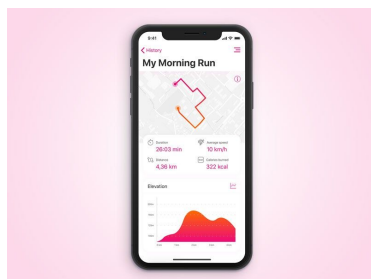 9:41
History
My Morning Run
Duration
26:03 min
Average speed
10 km/h
Distance
4,36 km
Calories burned
322 kcal
Elevation